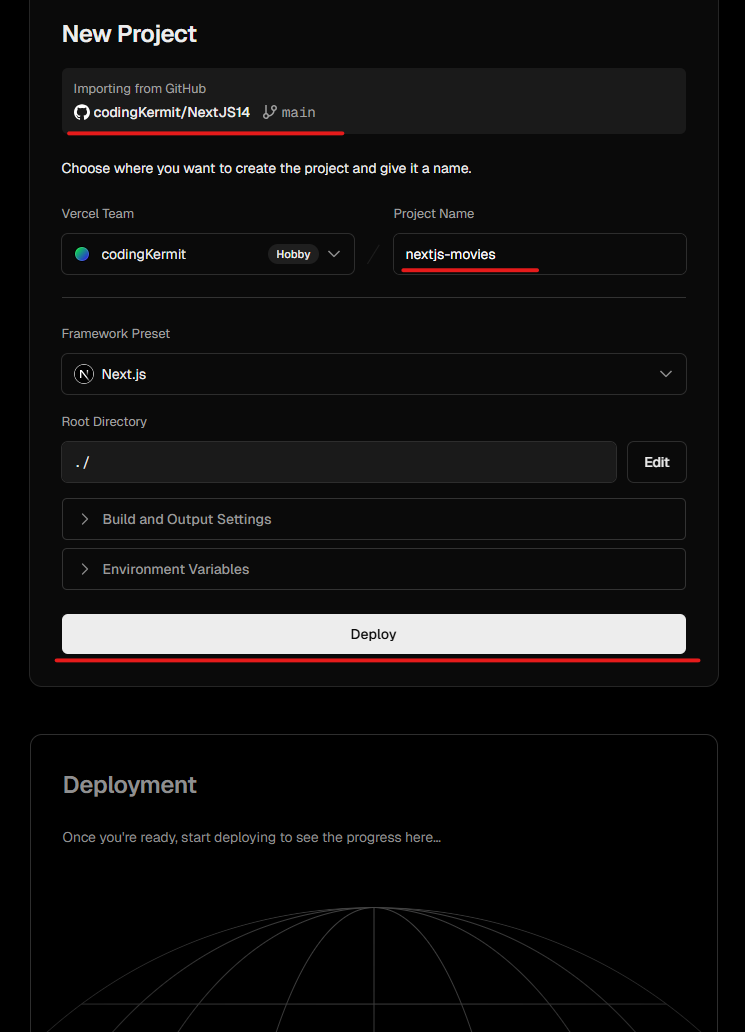 New Project
Importing from GitHub
codingKermit/NextJS14 main
Choose where you want to create the project and give it a name.
Vercel Team Project Name
codingKermit Hobby / nextjs-movies
Framework Preset
N Next.js
Root Directory
./ Edit
Build and Output Settings
Environment Variables
Deploy
Deployment
Once you're ready, start deploying to see the progress here...